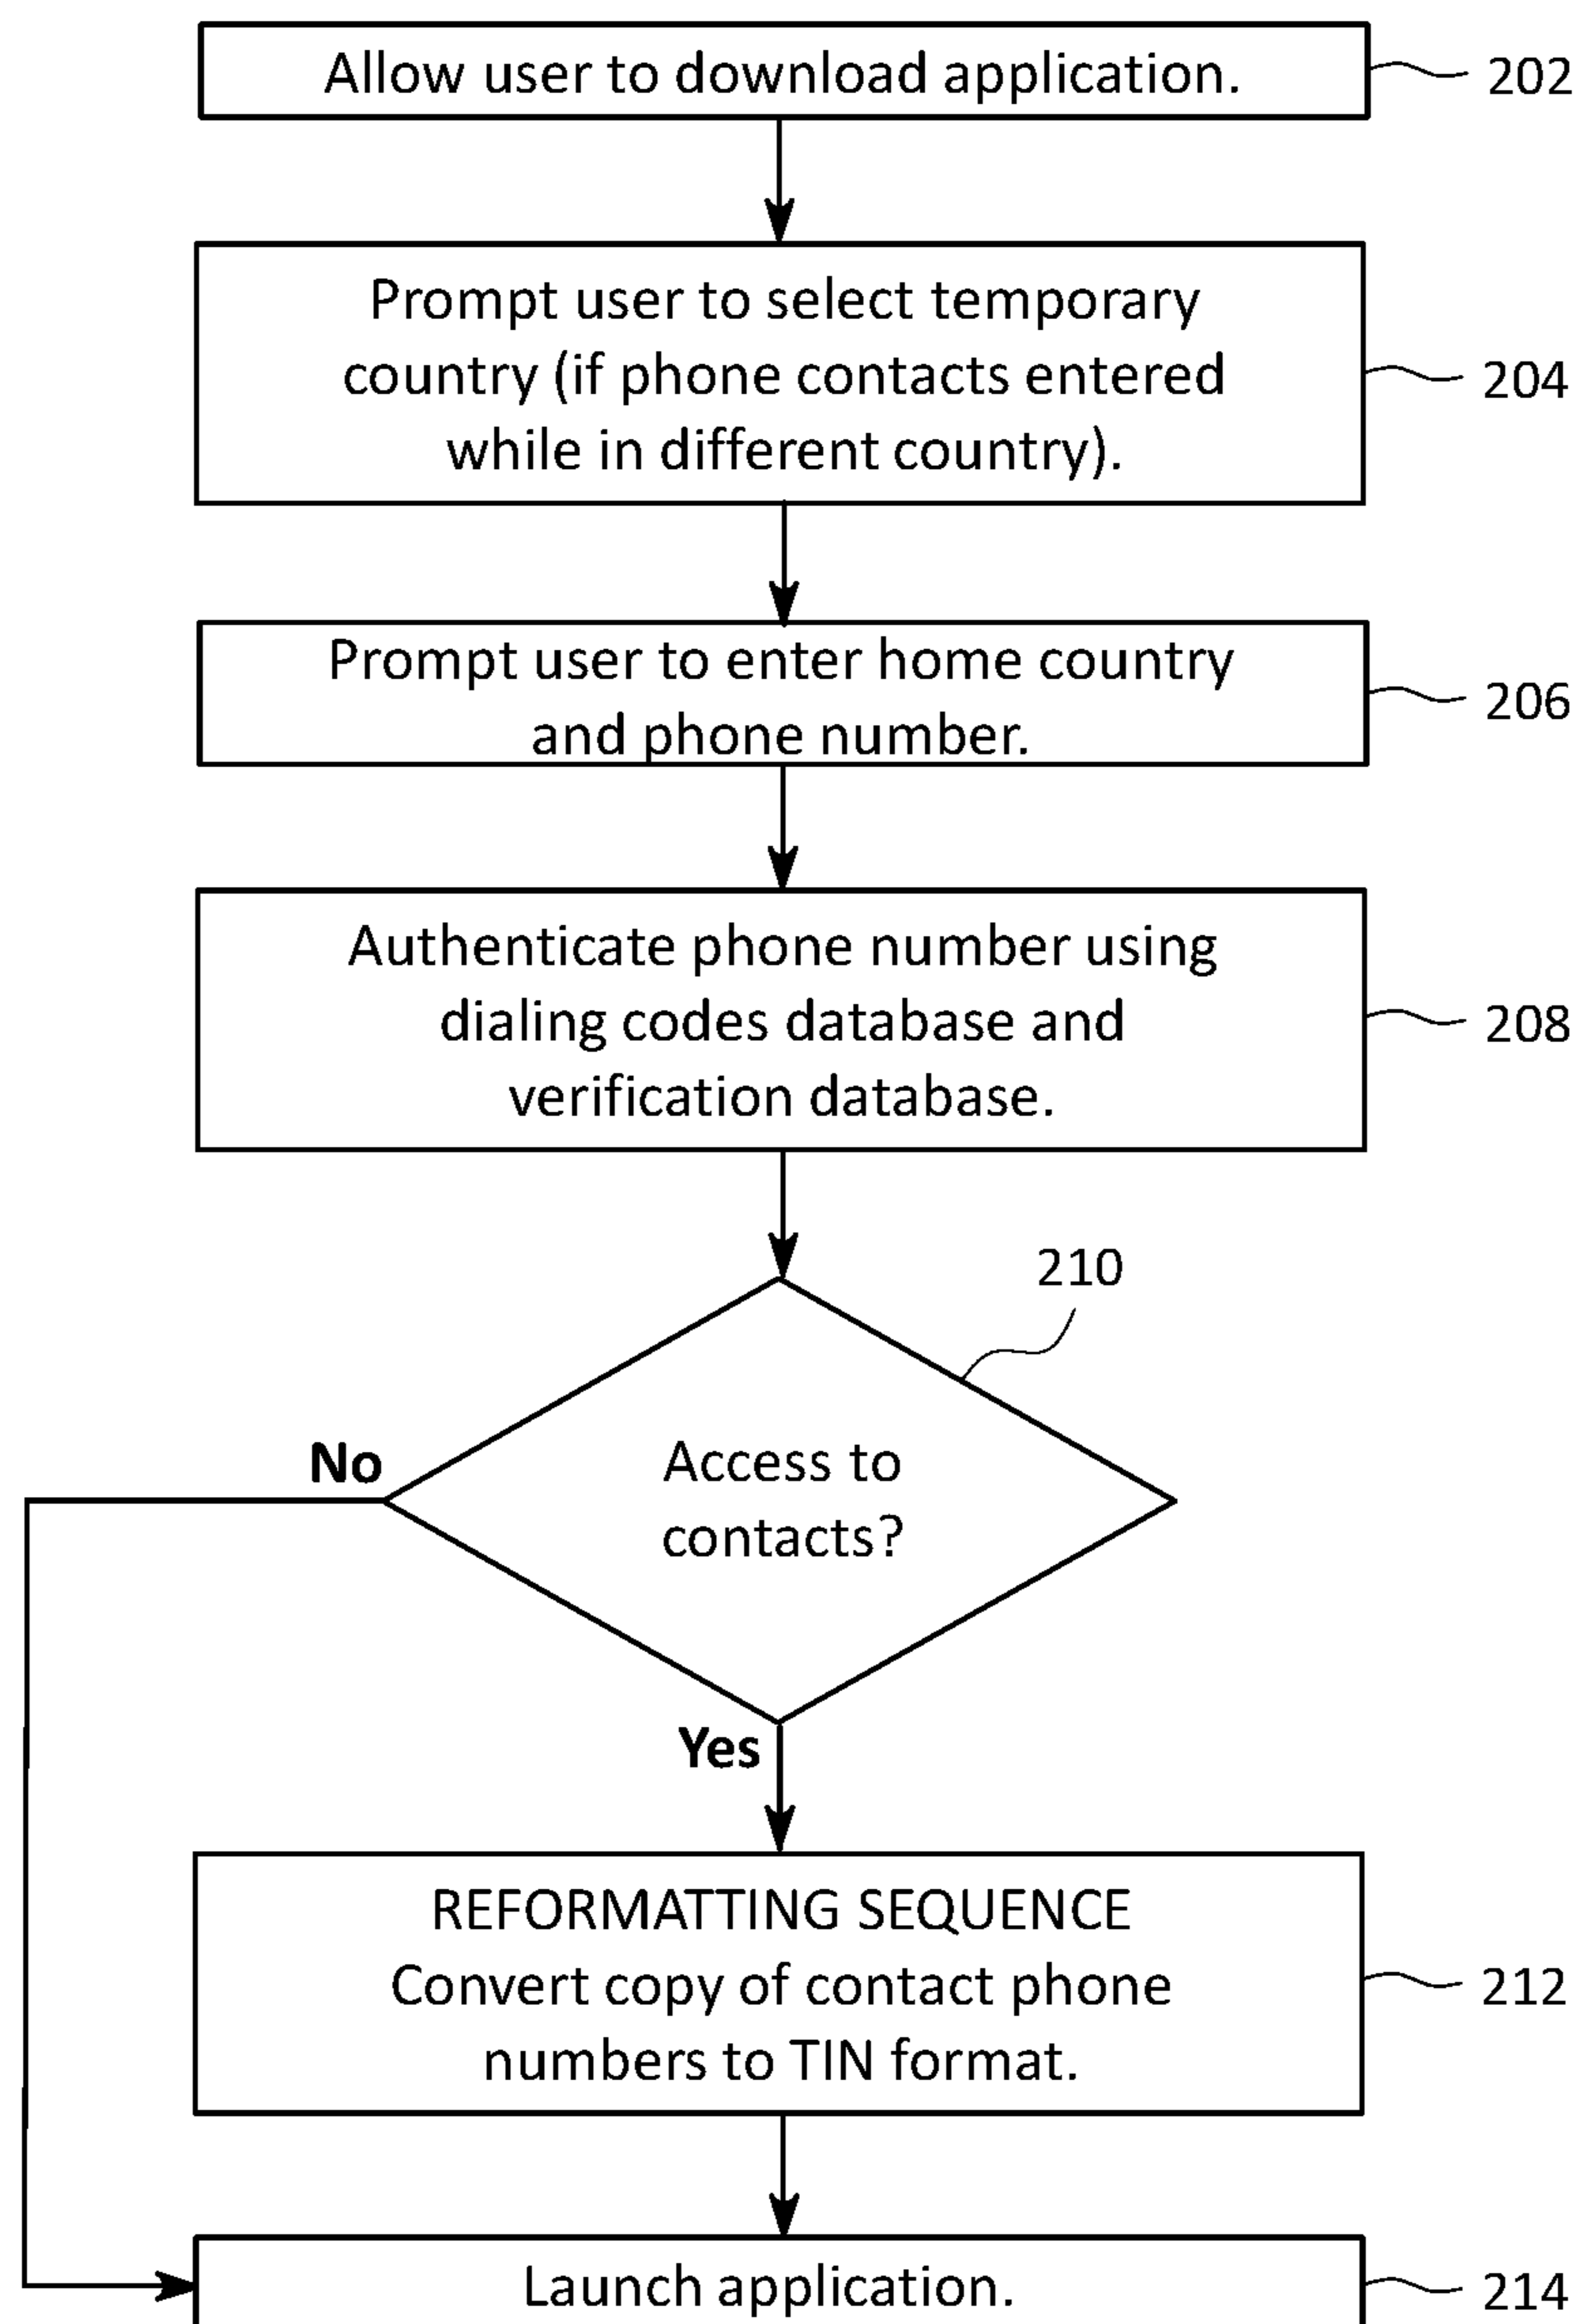 Allow user to download application.
202
Prompt user to select temporary
country (if phone contacts entered
while in different country).
204
Prompt user to enter home country
and phone number.
206
Authenticate phone number using
dialing codes database and
verification database.
208
210
Access to
contacts?
No
Yes
REFORMATTING SEQUENCE
Convert copy of contact phone
numbers to TIN format.
212
Launch application.
214